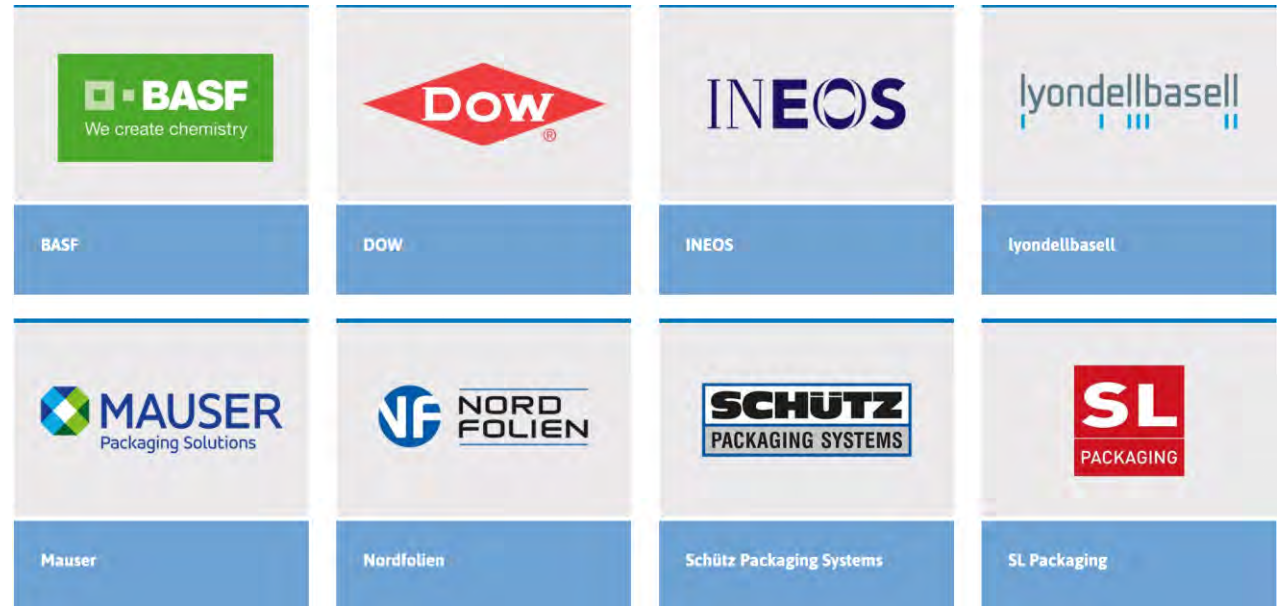 BASF
We create chemistry
DOW
®
INEOS
lyondellbasell
BASF
DOW
INEOS
lyondellbasell
MAUSER
Packaging Solutions
NF
NORD
FOLIEN
SCHÜTZ
PACKAGING SYSTEMS
SL
PACKAGING
Mauser
Nordfolien
Schütz Packaging Systems
SL Packaging